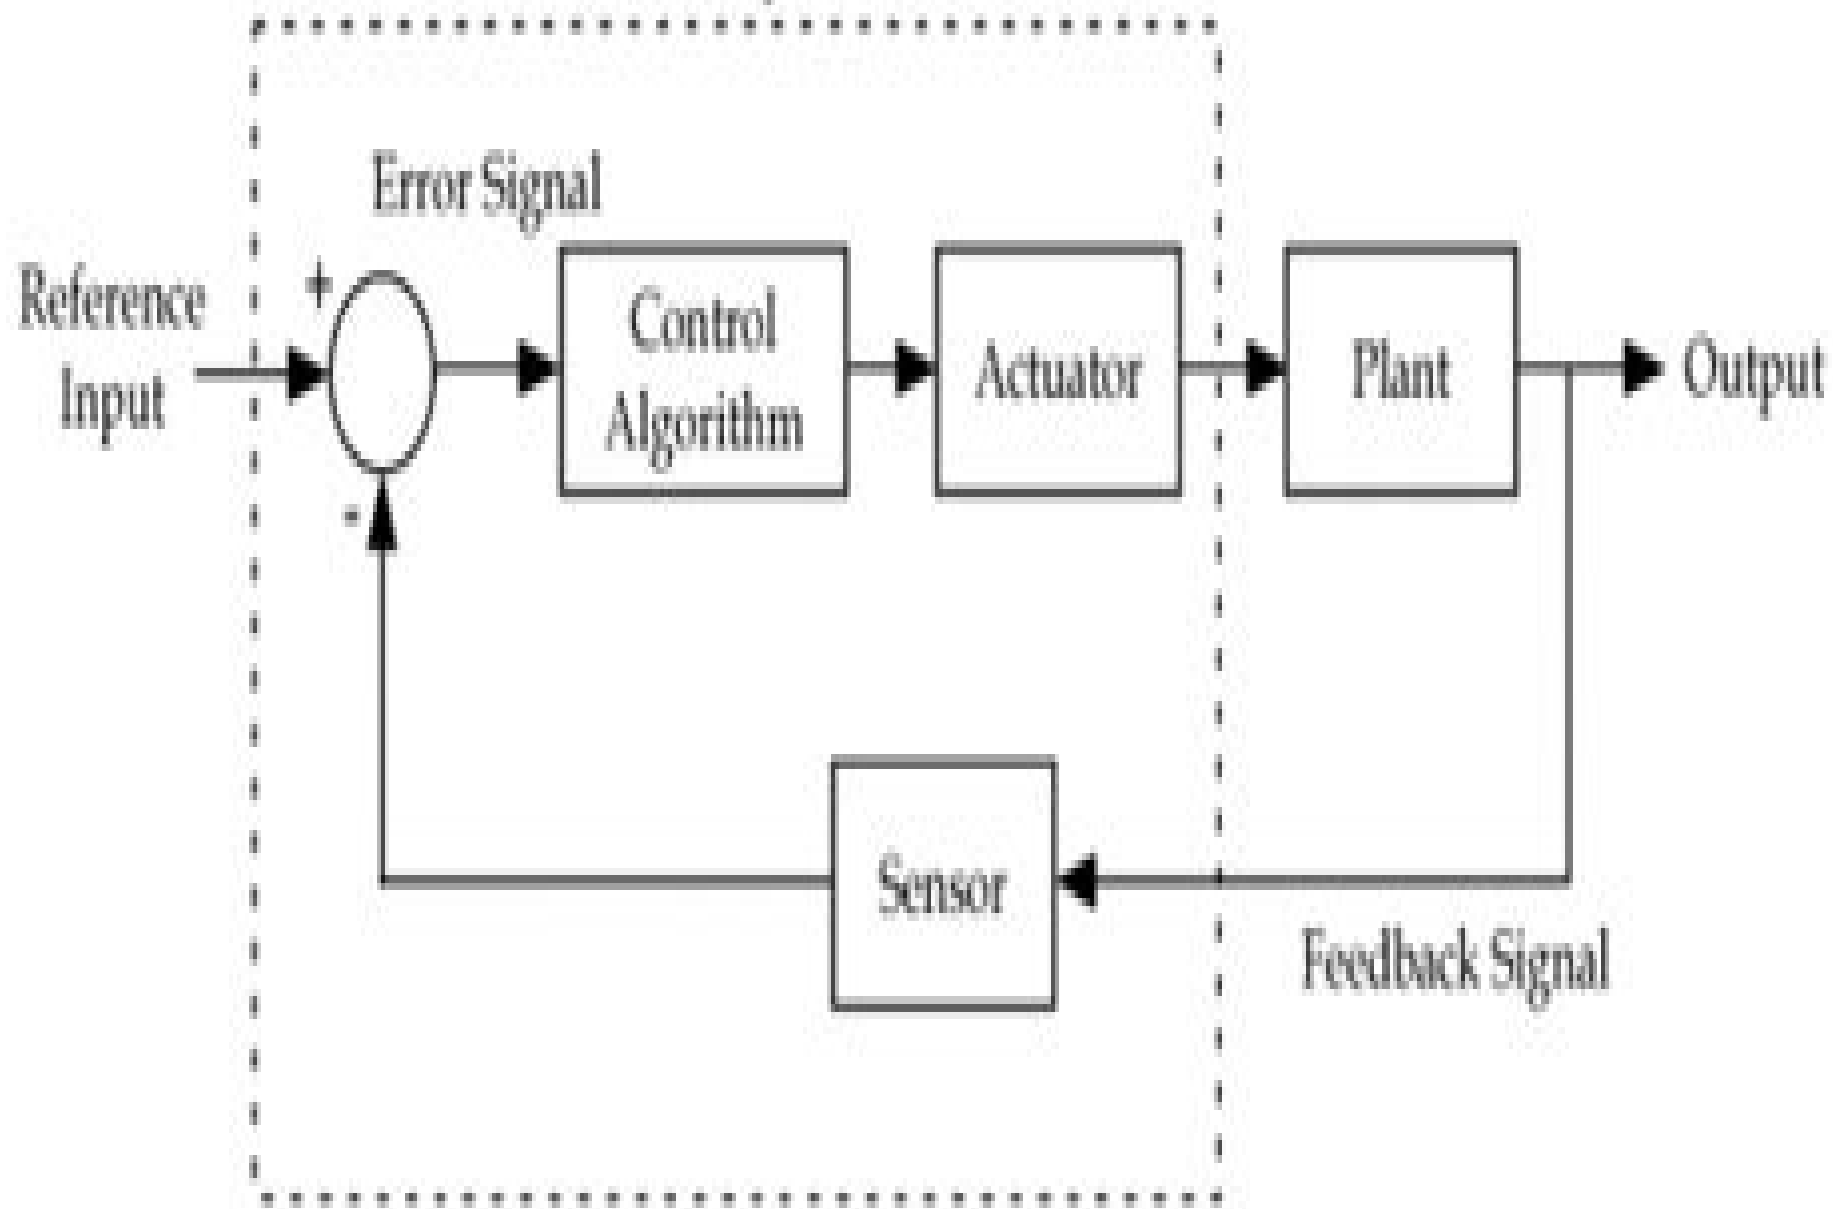 Error Signal
Reference
Input
+
-
Control
Algorithm
Actuator
Plant
Output
Sensor
Feedback Signal